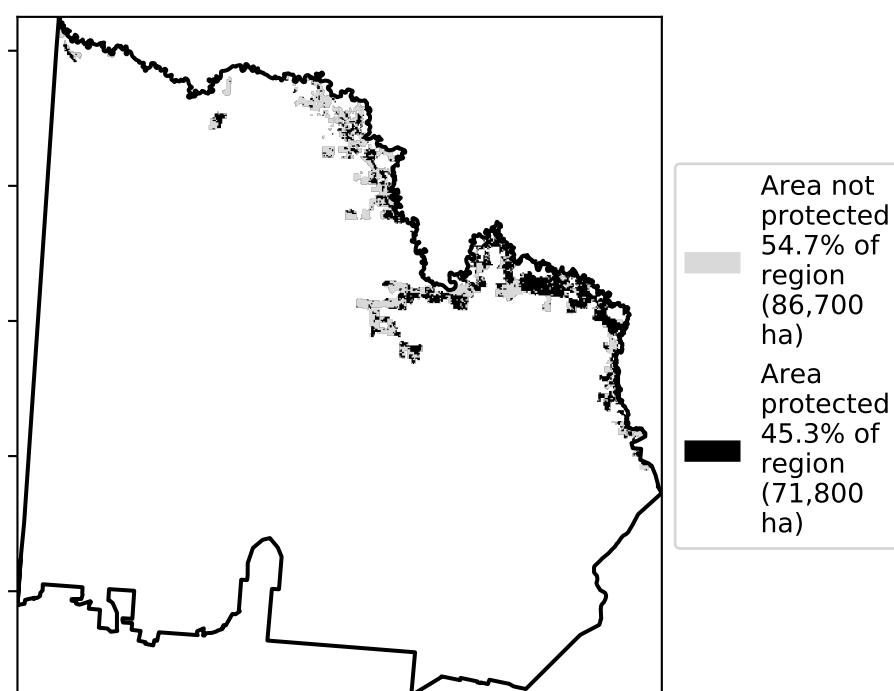 Area not
protected
54.7% of
region
(86,700
ha)
Area
protected
45.3% of
region
(71,800
ha)